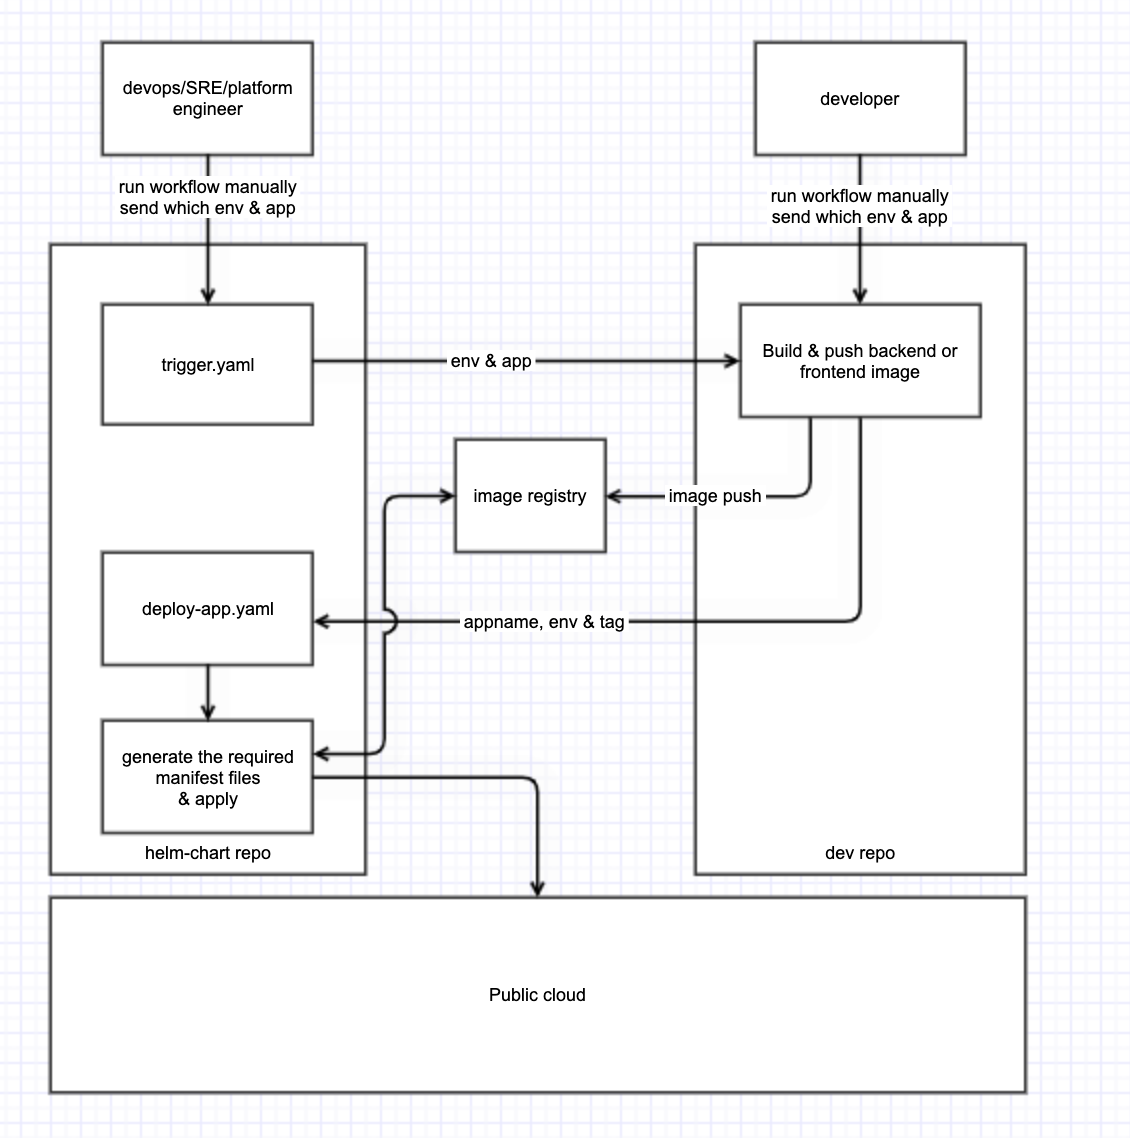 devops/SRE/platform
engineer
developer
run workflow manually
send which env & app
run workflow manually
send which env & app
trigger.yaml
env & app
Build & push backend or
frontend image
image registry
image push
deploy-app.yaml
appname, env & tag
generate the required
manifest files
& apply
helm-chart repo
dev repo
Public cloud